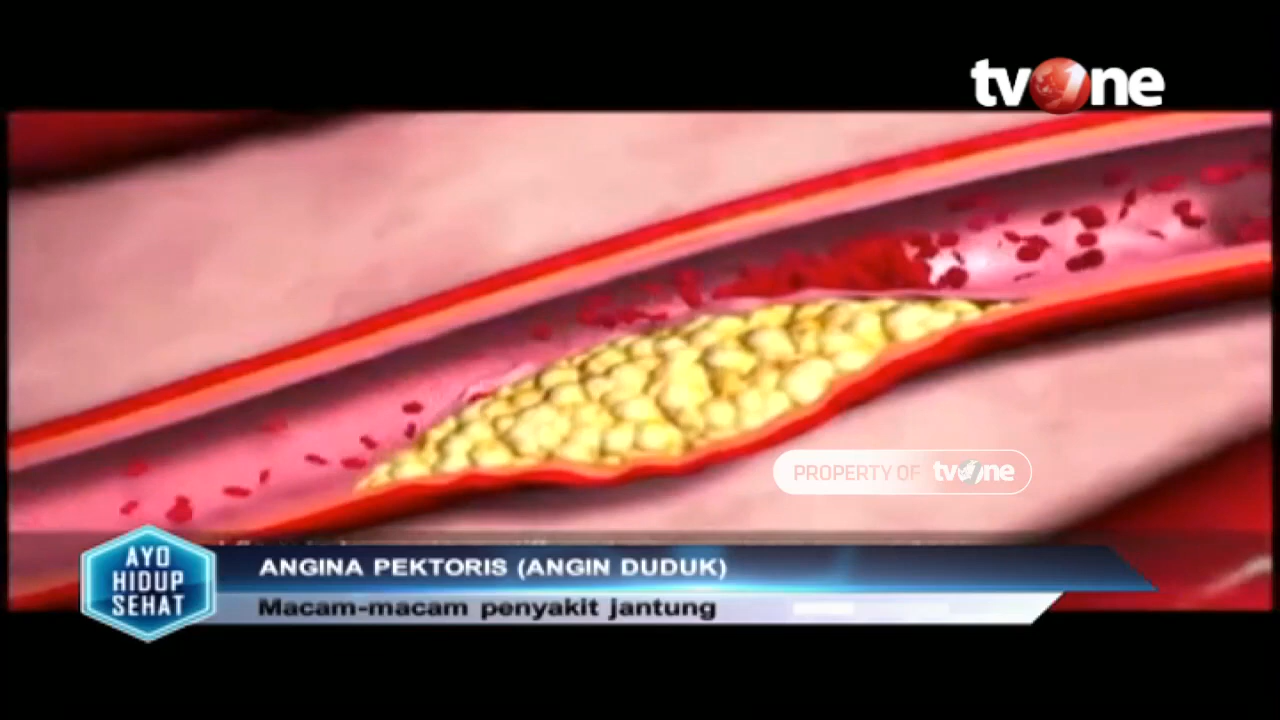 tvOne
PROPERTY OF tvOne
AYO
HIDUP
SEHAT
ANGINA PEKTORIS (ANGIN DUDUK)
Macam-macam penyakit jantung